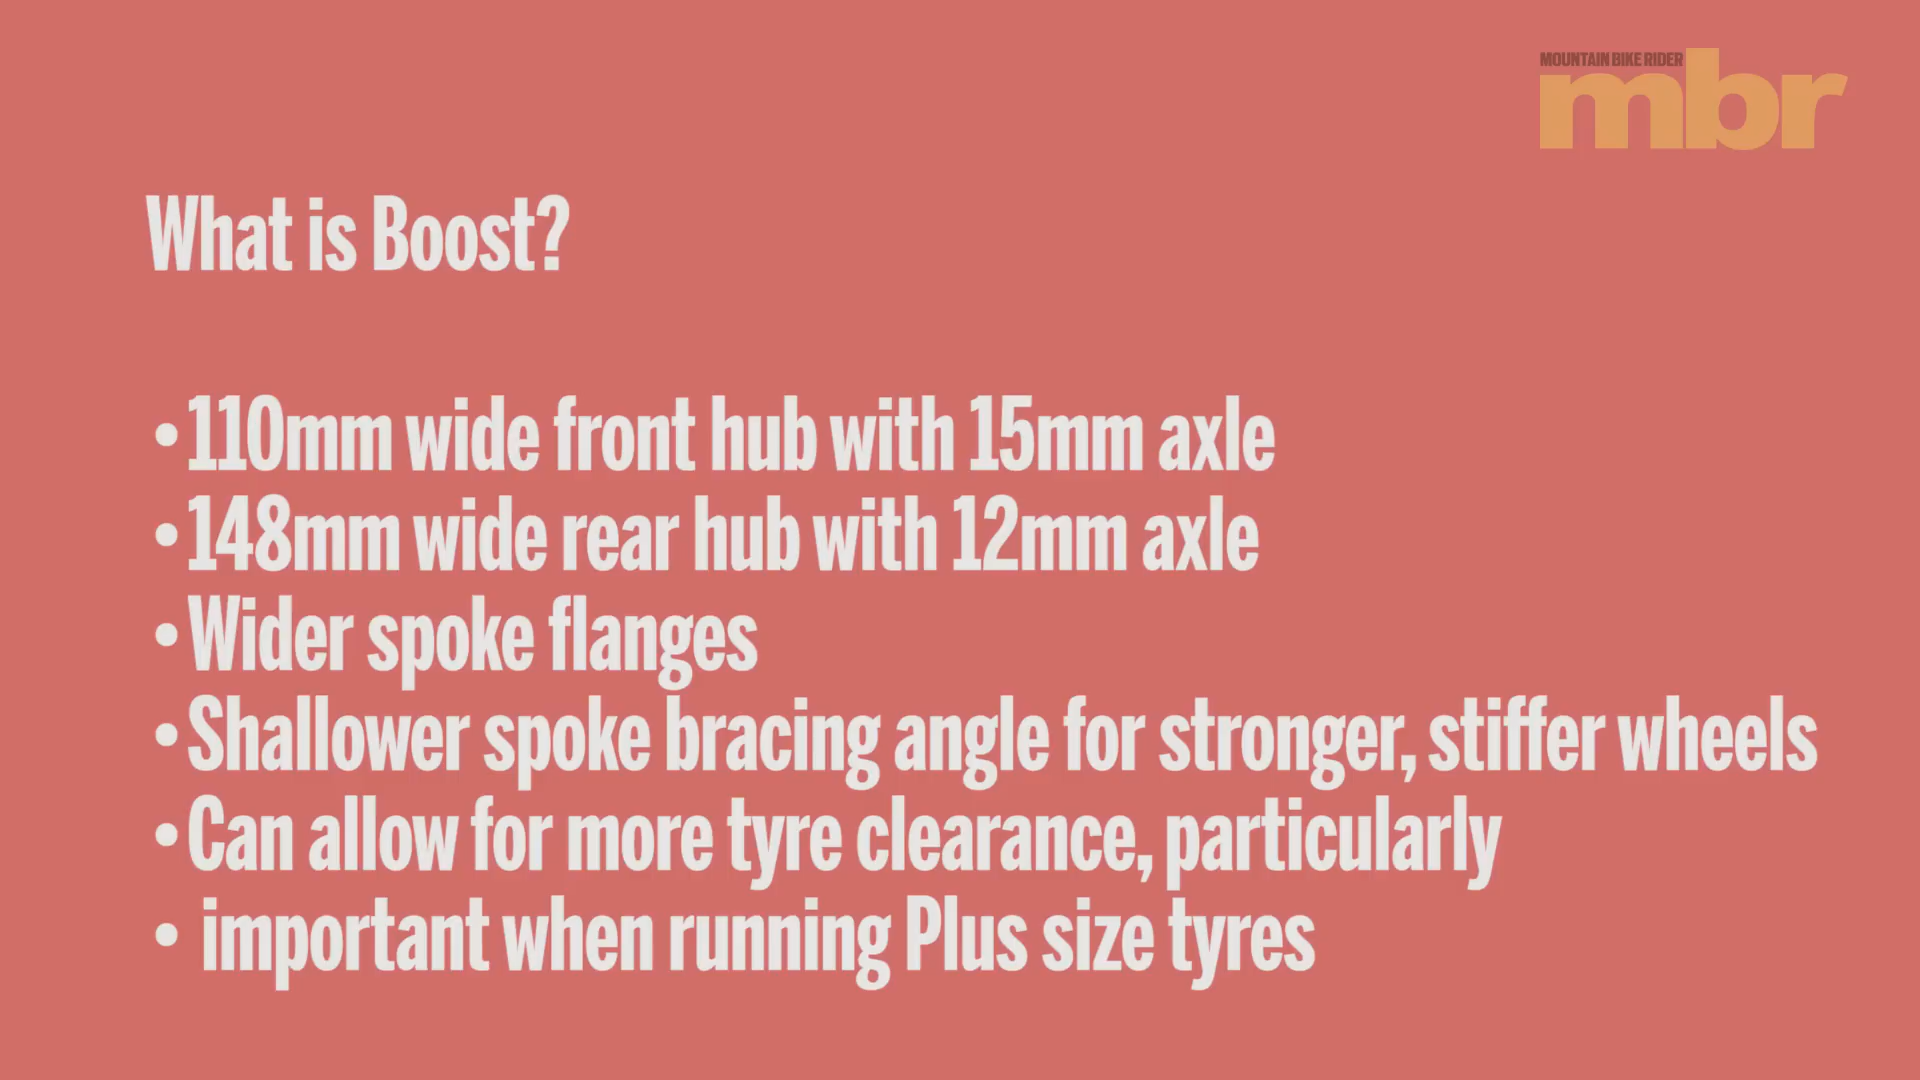 MOUNTAIN BIKE RIDER
mbr
What is Boost?
•110mm wide front hub with 15mm axle
•148mm wide rear hub with 12mm axle
•Wider spoke flanges
•Shallower spoke bracing angle for stronger, stiffer wheels
•Can allow for more tyre clearance, particularly
• important when running Plus size tyres